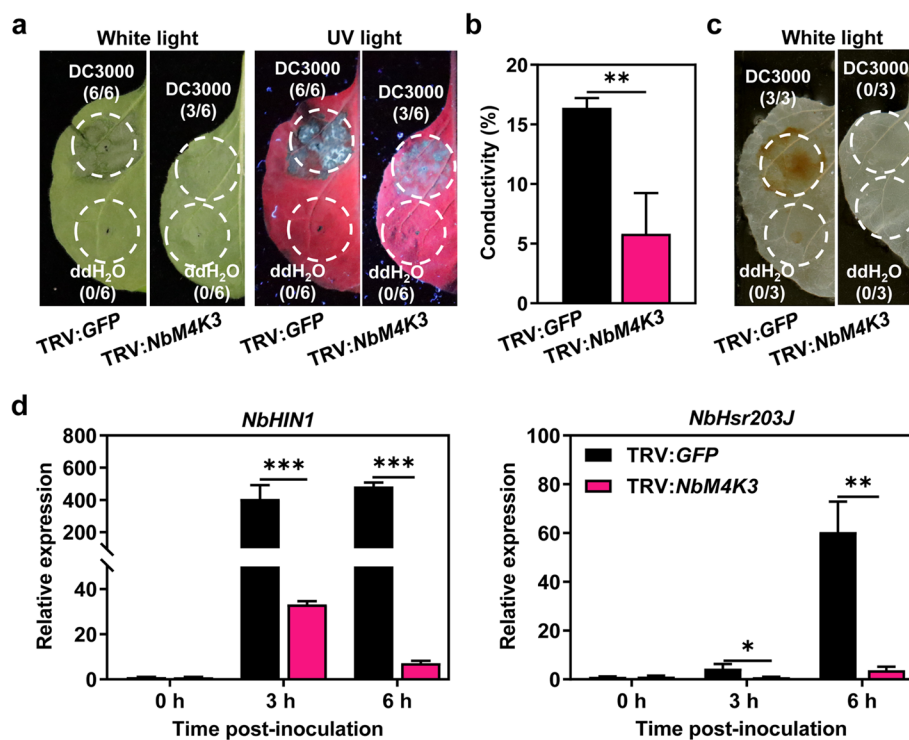 a
White light
UV light
DC3000
(6/6)
DC3000
(3/6)
DC3000
(6/6)
DC3000
(3/6)
ddH₂O
(0/6)
ddH₂O
(0/6)
ddH₂O
(0/6)
ddH₂O
(0/6)
TRV:GFP
TRV:NbM4K3
TRV:GFP
TRV:NbM4K3
b
**
20
15
10
5
0
Conductivity (%)
TRV:GFP
TRV:NbM4K3
c
White light
DC3000
(3/3)
DC3000
(0/3)
ddH₂O
(0/3)
ddH₂O
(0/3)
TRV:GFP
TRV:NbM4K3
d
NbHIN1
800
600
400
200
40
20
0
Relative expression
***
***
0 h
3 h
6 h
Time post-inoculation
NbHsr203J
100
80
60
40
20
0
Relative expression
TRV:GFP
TRV:NbM4K3
*
**
0 h
3 h
6 h
Time post-inoculation